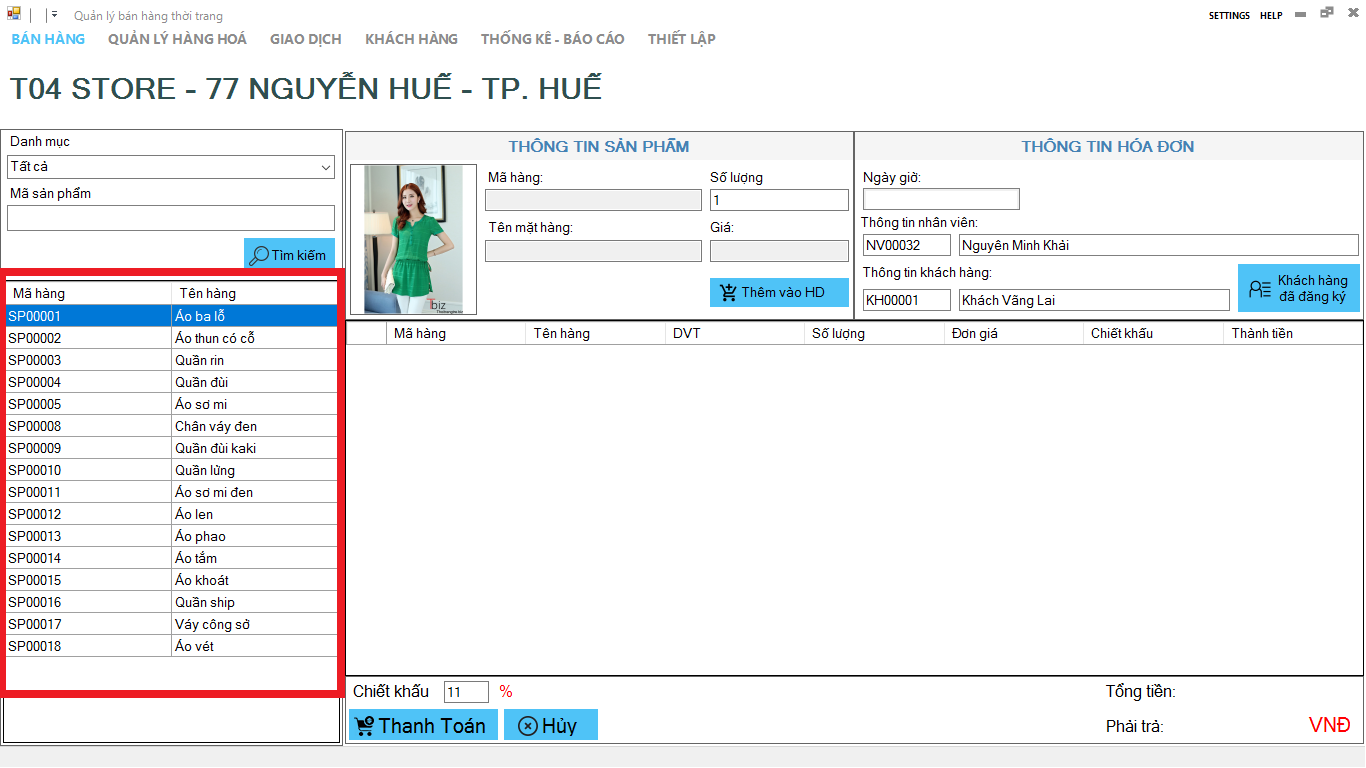 Quản lý bán hàng thời trang
SETTINGS HELP
BÁN HÀNG QUẢN LÝ HÀNG HOÁ GIAO DỊCH KHÁCH HÀNG THỐNG KÊ - BÁO CÁO THIẾT LẬP
T04 STORE - 77 NGUYỄN HUẾ - TP. HUẾ
Danh mục
Tất cả
Mã sản phẩm
Tìm kiếm
Mã hàng Tên hàng
SP00001 Áo ba lỗ
SP00002 Áo thun có cỗ
SP00003 Quần rin
SP00004 Quần đùi
SP00005 Áo sơ mi
SP00008 Chân váy đen
SP00009 Quần đùi kaki
SP00010 Quần lửng
SP00011 Áo sơ mi đen
SP00012 Áo len
SP00013 Áo phao
SP00014 Áo tắm
SP00015 Áo khoát
SP00016 Quần ship
SP00017 Váy công sở
SP00018 Áo vét
THÔNG TIN SẢN PHẨM
Mã hàng:
Số lượng
1
Tên mặt hàng:
Giá:
Thêm vào HD
THÔNG TIN HÓA ĐƠN
Ngày giờ:
Thông tin nhân viên:
NV00032 Nguyên Minh Khải
Thông tin khách hàng:
KH00001 Khách Vãng Lai
Khách hàng
đã đăng ký
Mã hàng Tên hàng DVT Số lượng Đơn giá Chiết khấu Thành tiền
Chiết khấu 11 %
Thanh Toán Hủy
Tổng tiền:
Phải trả: VNĐ